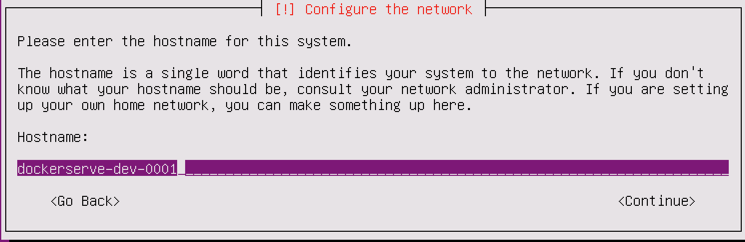 [!] Configure the network
Please enter the hostname for this system.
The hostname is a single word that identifies your system to the network. If you don't
know what your hostname should be, consult your network administrator. If you are setting
up your own home network, you can make something up here.
Hostname:
dockerserve-dev-0001
<Go Back> <Continue>